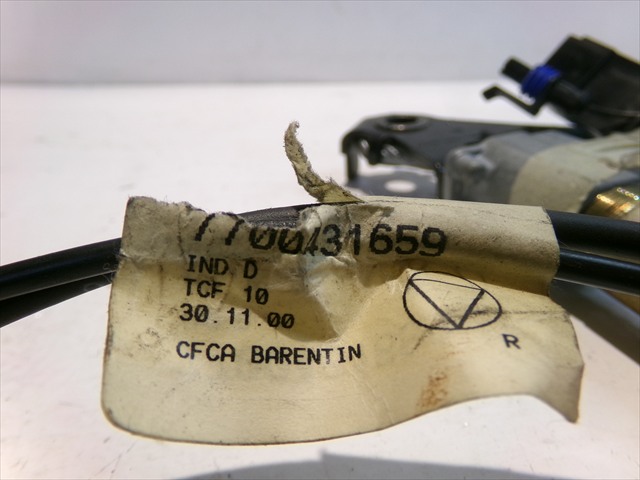 7700431659
IND D
TCF 10
30.11.00
CFCA BARENTIN
R